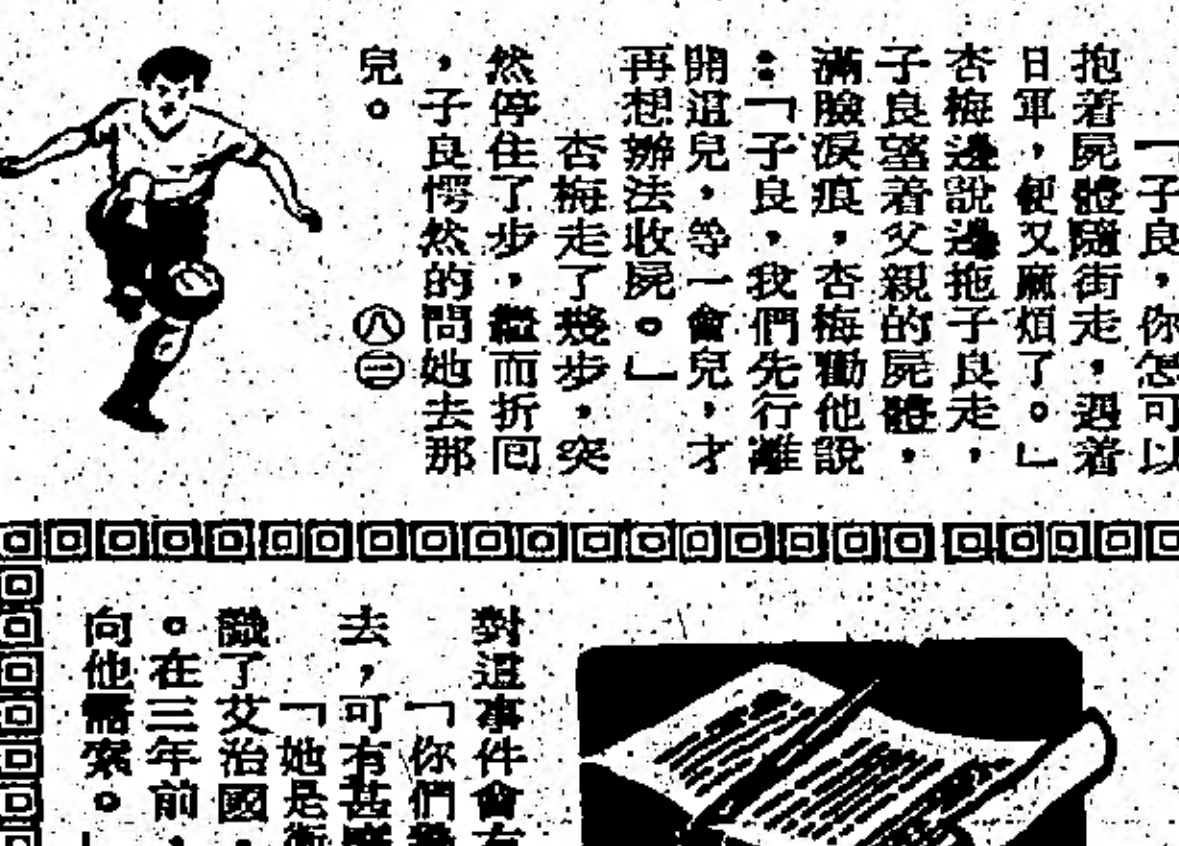 「子良，你怎可以
抱着屍體隨街走，遇着
日軍，便又麻煩了。」
杏梅邊說邊拖子良走，
子良望着父親的屍體，
滿臉淚痕，杏梅勸他說
：「子良，我們先行離
開這兒，等一會兒，才
再想辦法收屍。」
杏梅走了幾步，突
然停住了步，繼而折回
，子良愕然的問她去那
兒。
㊇㊁
對這事件會有
「你們
去，可有甚麼
「她是
識了艾治國，
。在三年前，
向他